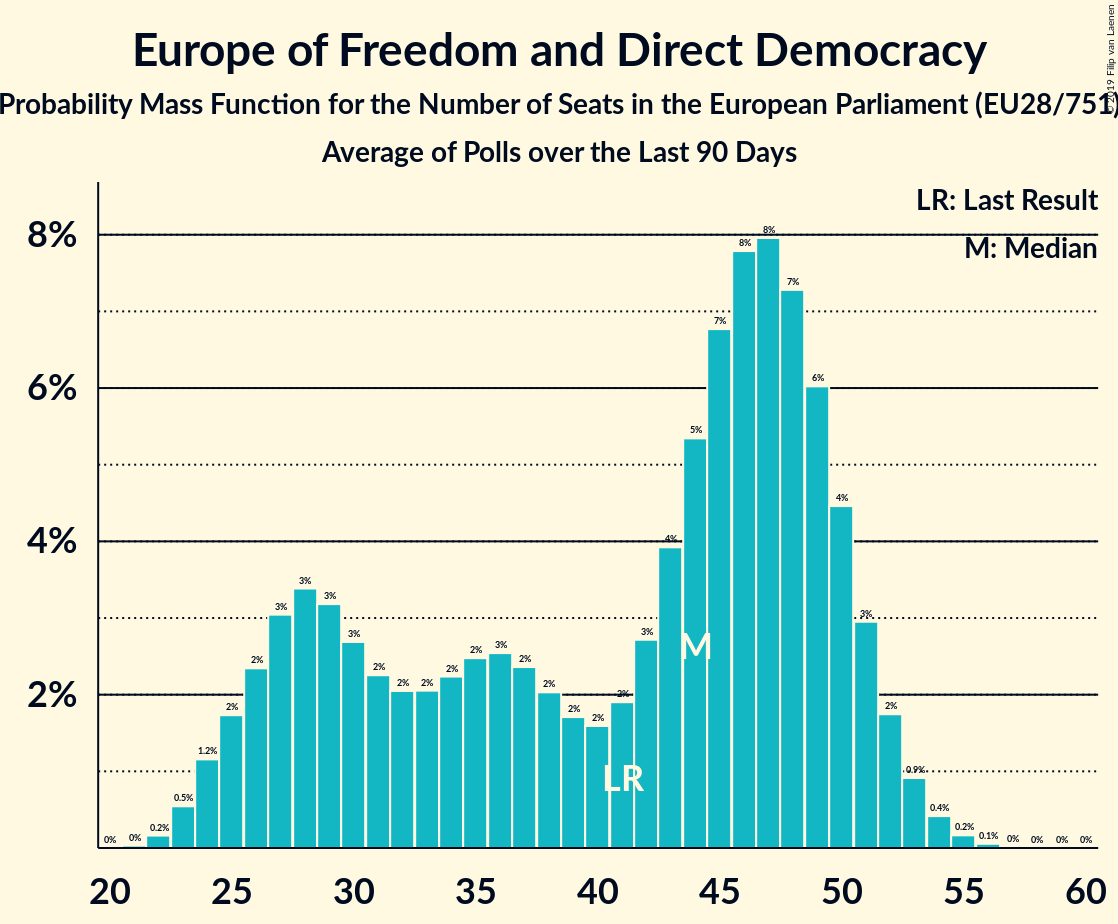 Europe of Freedom and Direct Democracy
Probability Mass Function for the Number of Seats in the European Parliament (EU28/751)
Average of Polls over the Last 90 Days
© 2019 Filip van Laenen
LR: Last Result
M: Median
8%
6%
4%
2%
0% 0% 0.2% 0.5% 1.2% 2% 2% 3% 3% 3% 3% 2% 2% 2% 2% 2% 3% 2% 2% 2% 2% 2% 3% 4% 5% 7% 8% 8% 7% 6% 4% 3% 2% 0.9% 0.4% 0.2% 0.1% 0% 0% 0% 0%
M
LR
20 25 30 35 40 45 50 55 60